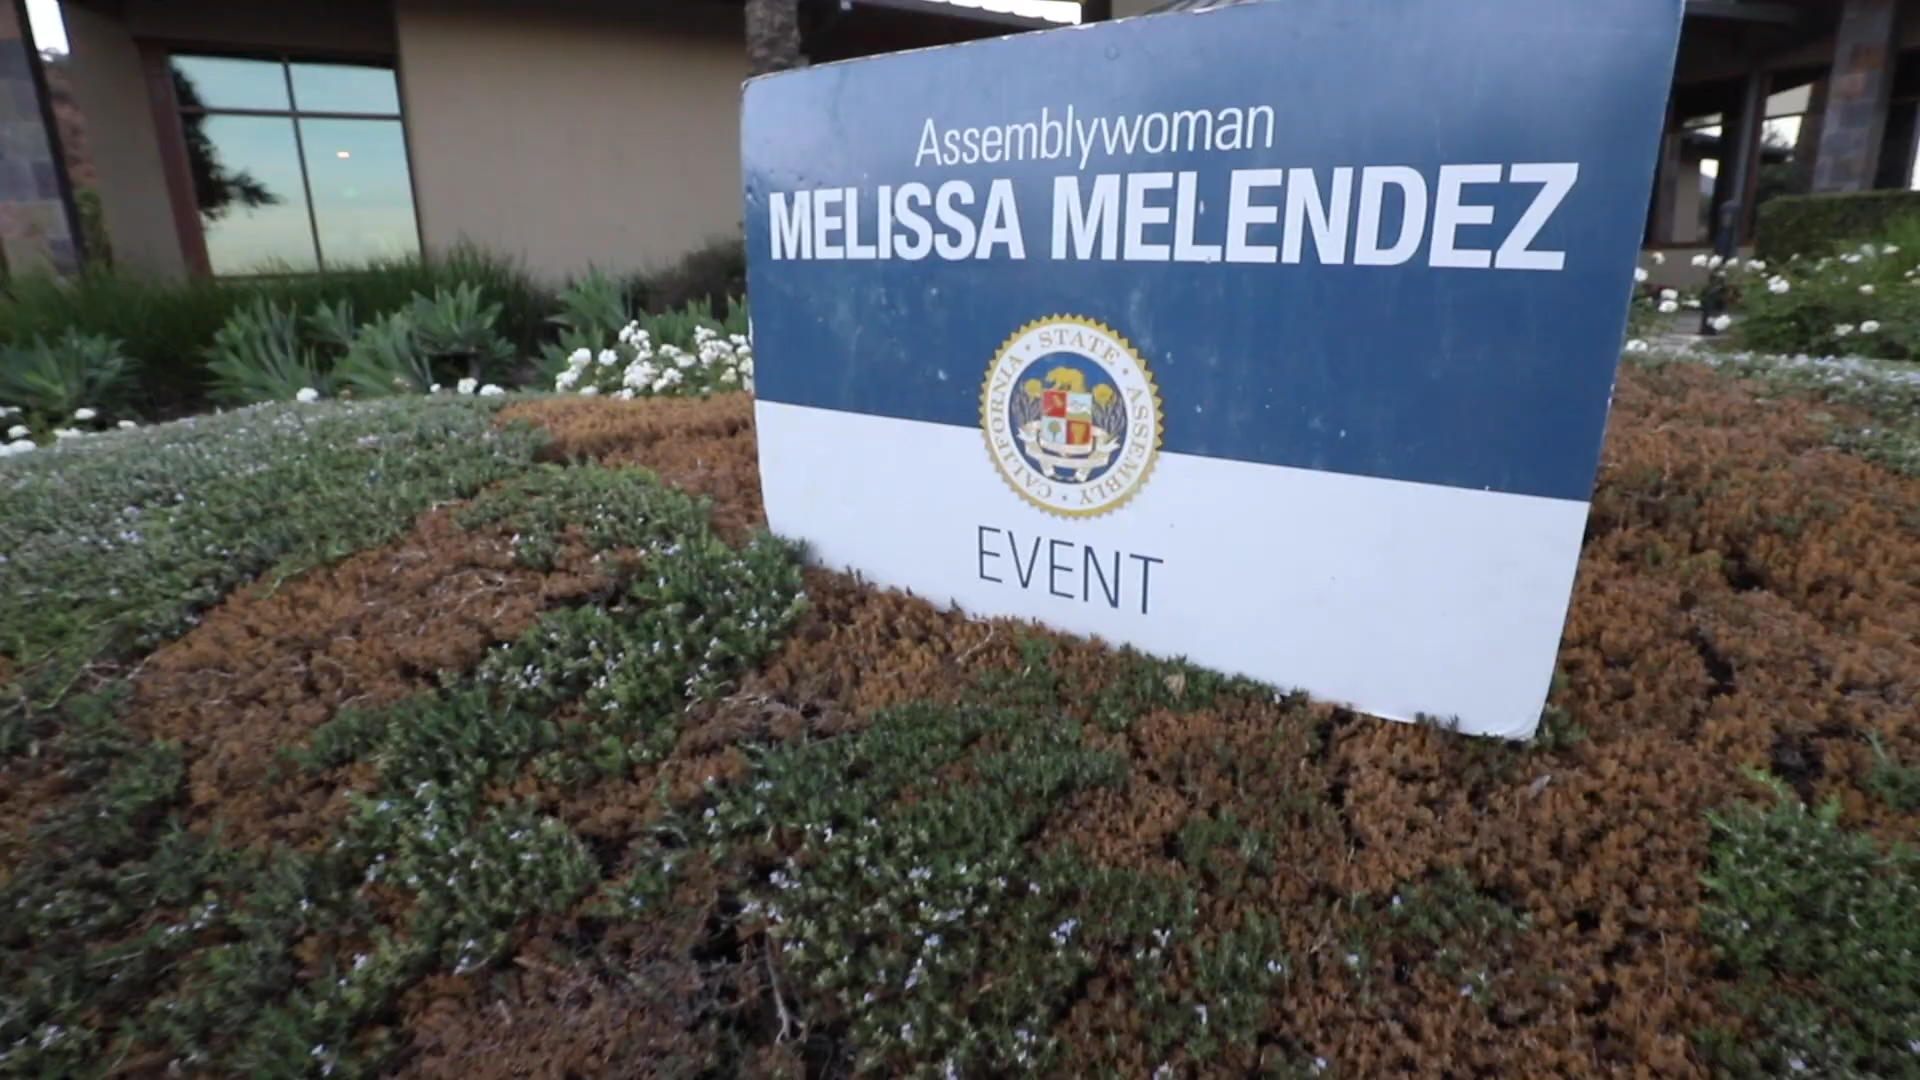 Assemblywoman
MELISSA MELENDEZ
CALIFORNIA • STATE • ASSEMBLY •
EVENT